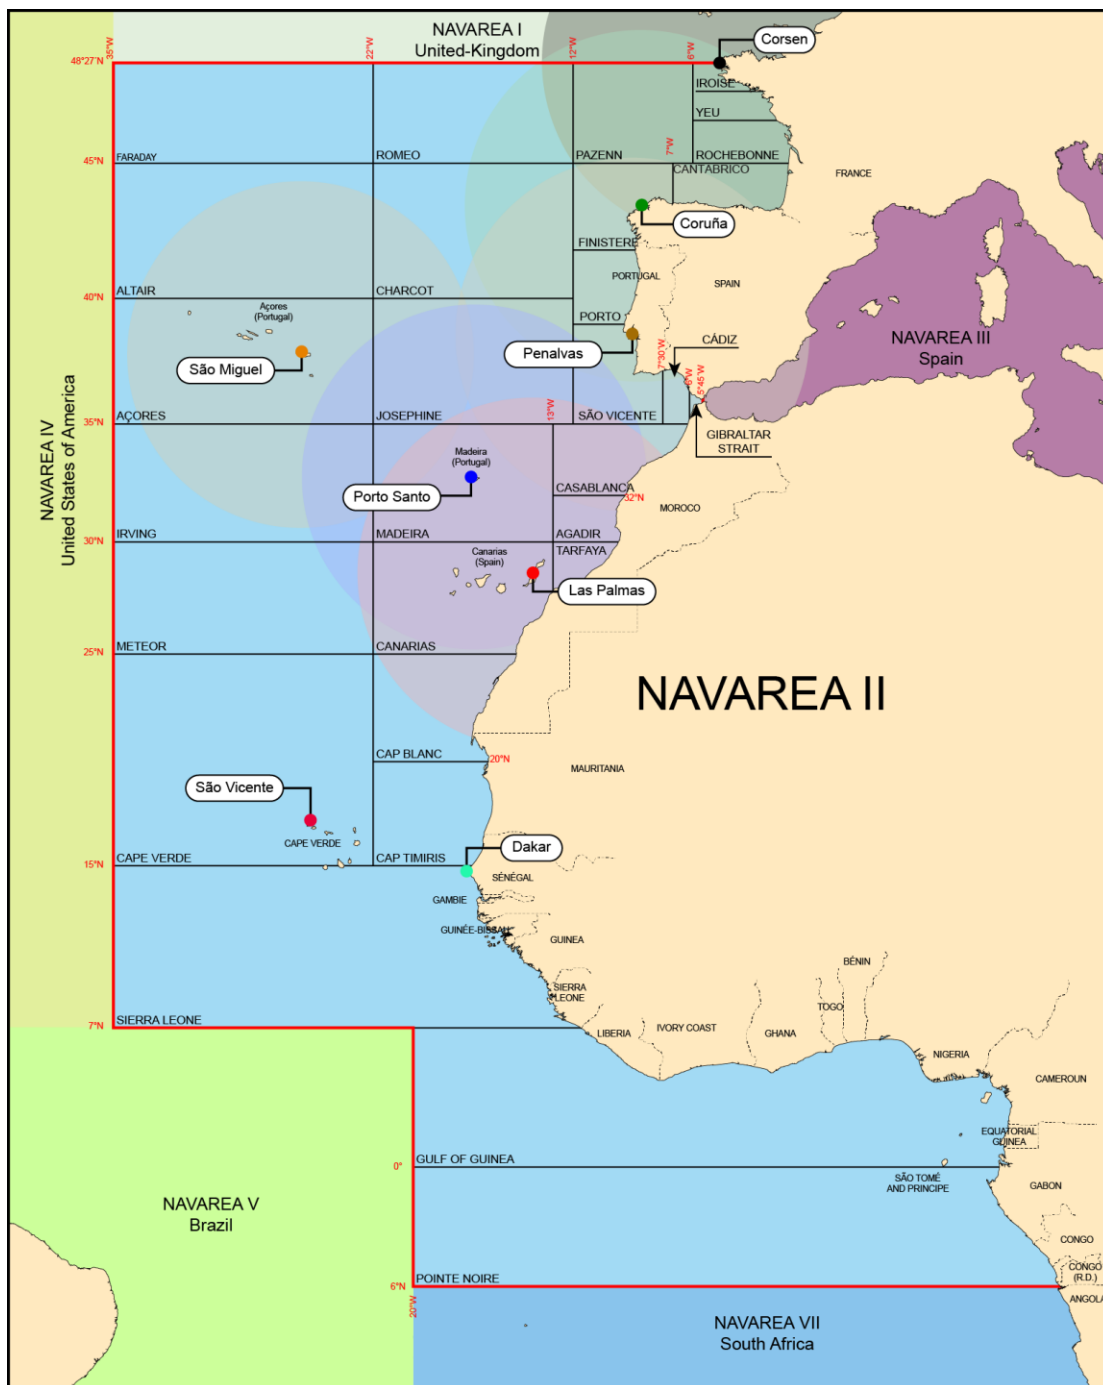 NAVAREA I
United-Kingdom
Corsen
35°W
22°W
12°W
6°W
48°27'N
IROISE
YEU
45°N
FARADAY
ROMEO
PAZENN
7°W
ROCHEBONNE
CANTABRICO
FRANCE
Coruña
FINISTERE
PORTUGAL
SPAIN
40°N
ALTAIR
CHARCOT
Açores
(Portugal)
PORTO
CÁDIZ
NAVAREA III
Spain
São Miguel
Penalvas
7°30'W
6°W
5°45'W
35°N
AÇORES
JOSEPHINE
13°W
SÃO VICENTE
GIBRALTAR
STRAIT
NAVAREA IV
United States of America
Madeira
(Portugal)
Porto Santo
CASABLANCA
32°N
MOROCO
30°N
IRVING
MADEIRA
AGADIR
TARFAYA
Canarias
(Spain)
Las Palmas
25°N
METEOR
CANARIAS
NAVAREA II
CAP BLANC
20°N
MAURITANIA
São Vicente
CAPE VERDE
Dakar
15°N
CAPE VERDE
CAP TIMIRIS
SÉNÉGAL
GAMBIE
GUINÉE-BISSAU
GUINEA
BÉNIN
SIERRA
LEONE
TOGO
7°N
SIERRA LEONE
LIBERIA
IVORY COAST
GHANA
NIGERIA
CAMEROUN
EQUATORIAL
GUINEA
0°
GULF OF GUINEA
SÃO TOMÉ
AND PRINCIPE
GABON
NAVAREA V
Brazil
CONGO
CONGO
(R.D.)
6°N
POINTE NOIRE
ANGOLA
20°W
NAVAREA VII
South Africa